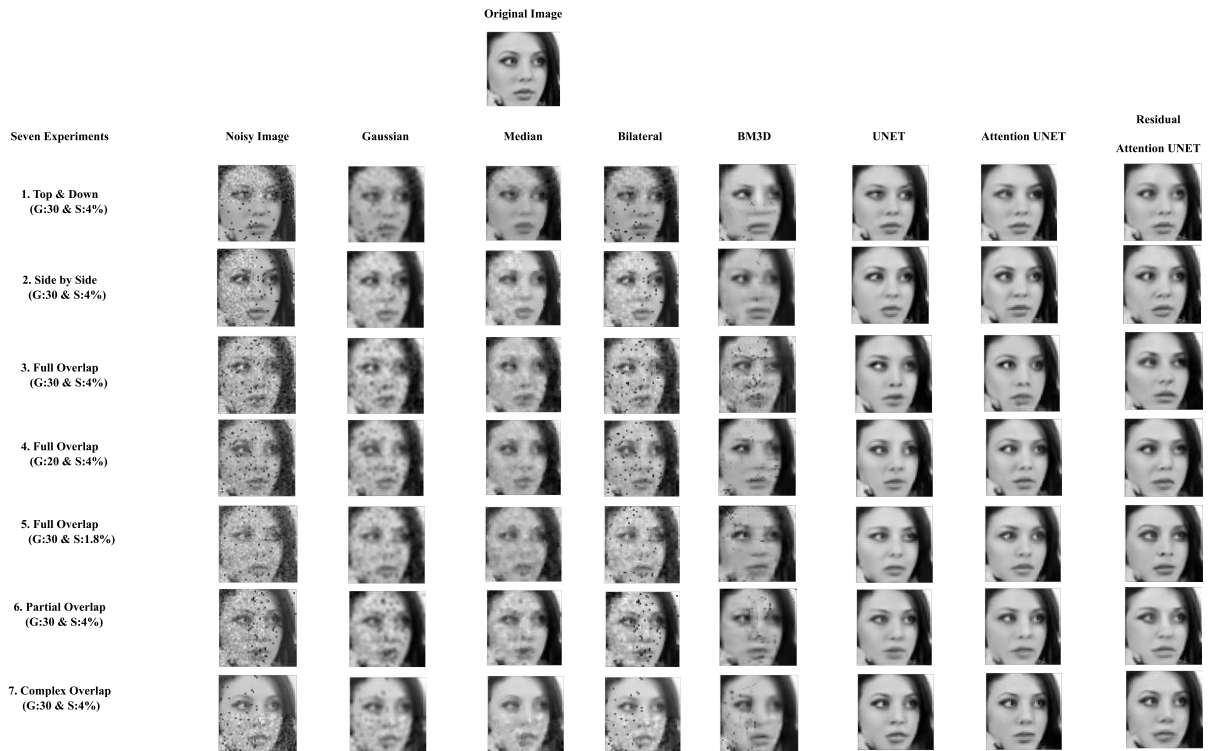 Original Image
Seven Experiments
Noisy Image
Gaussian
Median
Bilateral
BM3D
UNET
Attention UNET
Residual
Attention UNET
1. Top & Down
(G:30 & S:4%)
2. Side by Side
(G:30 & S:4%)
3. Full Overlap
(G:30 & S:4%)
4. Full Overlap
(G:20 & S:4%)
5. Full Overlap
(G:30 & S:1.8%)
6. Partial Overlap
(G:30 & S:4%)
7. Complex Overlap
(G:30 & S:4%)